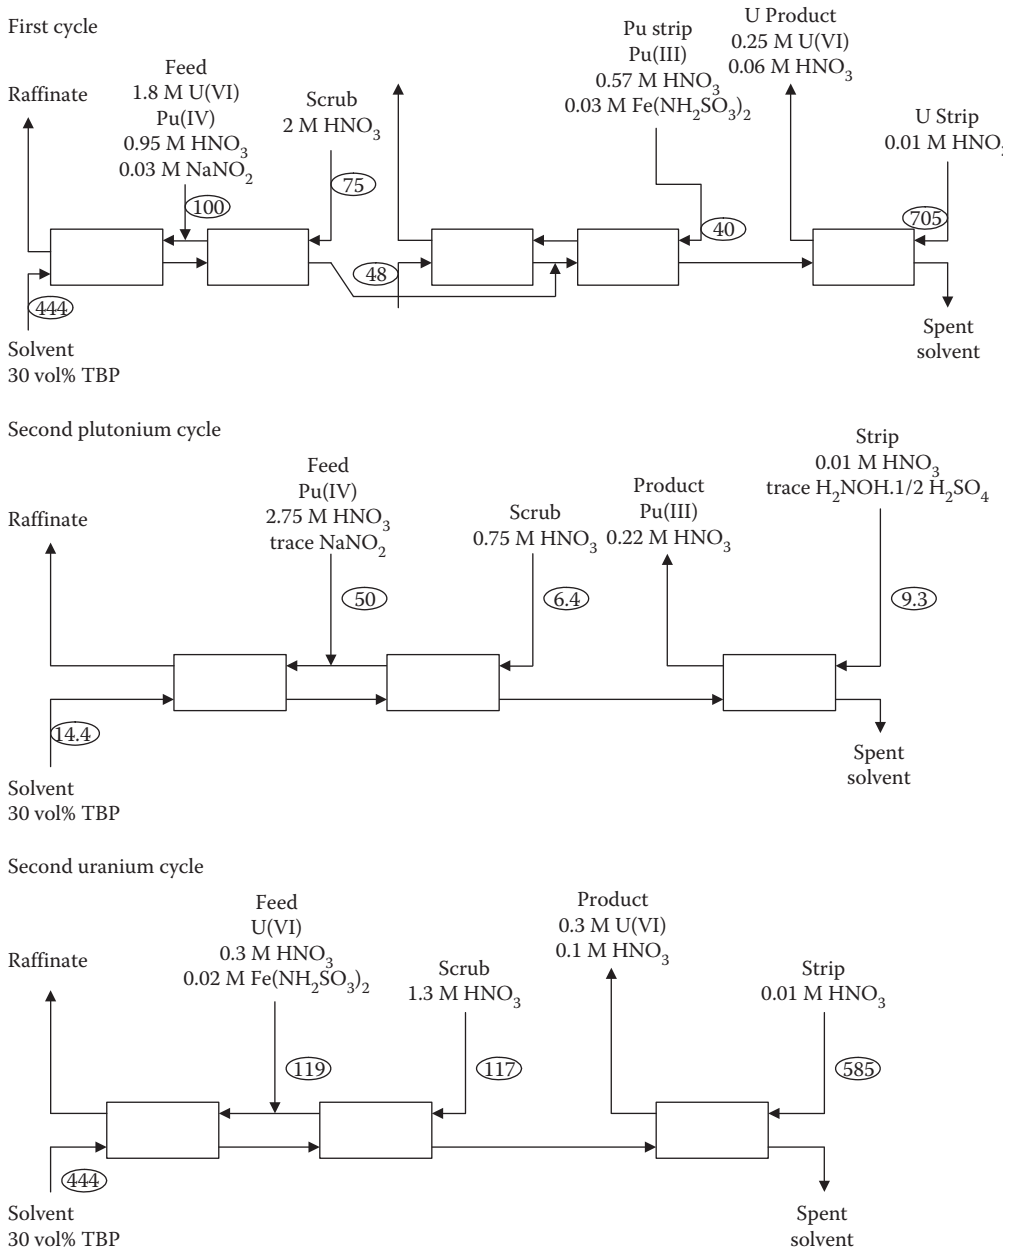 First cycle
Raffinate
Feed
1.8 M U(VI)
Pu(IV)
0.95 M HNO₃
0.03 M NaNO₂
100
Scrub
2 M HNO₃
75
Pu strip
Pu(III)
0.57 M HNO₃
0.03 M Fe(NH₂SO₃)₂
40
U Product
0.25 M U(VI)
0.06 M HNO₃
U Strip
0.01 M HNO₃
705
48
444
Solvent
30 vol% TBP
Spent
solvent
Second plutonium cycle
Raffinate
Feed
Pu(IV)
2.75 M HNO₃
trace NaNO₂
50
Scrub
0.75 M HNO₃
6.4
Product
Pu(III)
0.22 M HNO₃
Strip
0.01 M HNO₃
trace H₂NOH.1/2 H₂SO₄
9.3
14.4
Solvent
30 vol% TBP
Spent
solvent
Second uranium cycle
Raffinate
Feed
U(VI)
0.3 M HNO₃
0.02 M Fe(NH₂SO₃)₂
119
Scrub
1.3 M HNO₃
117
Product
0.3 M U(VI)
0.1 M HNO₃
Strip
0.01 M HNO₃
585
444
Solvent
30 vol% TBP
Spent
solvent